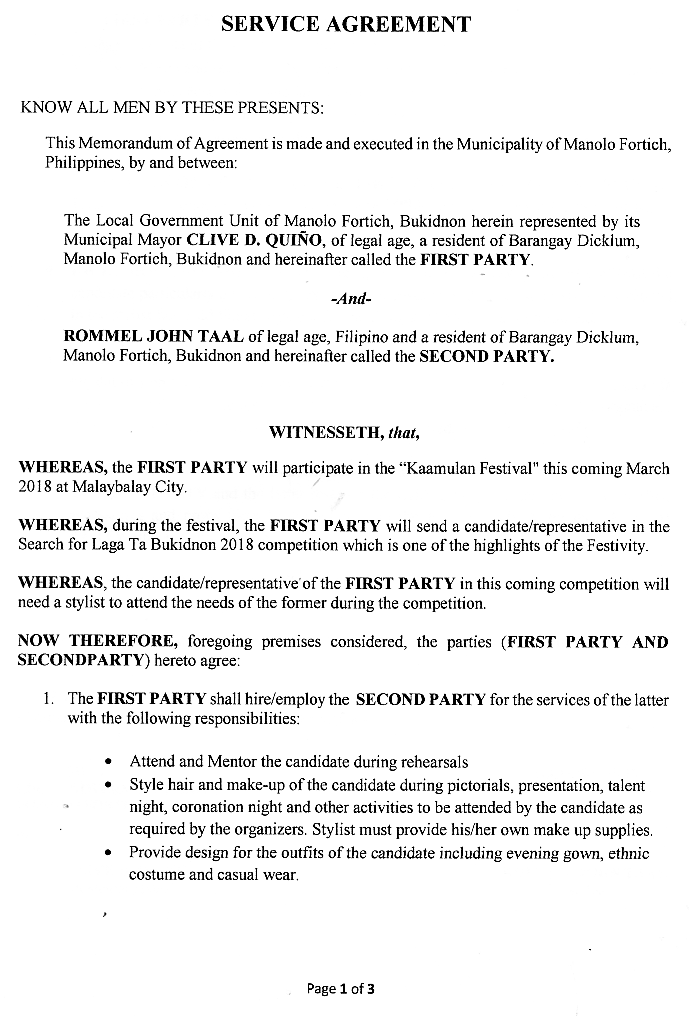 SERVICE AGREEMENT
KNOW ALL MEN BY THESE PRESENTS:
This Memorandum of Agreement is made and executed in the Municipality of Manolo Fortich,
Philippines, by and between:
The Local Government Unit of Manolo Fortich, Bukidnon herein represented by its
Municipal Mayor CLIVE D. QUIÑO, of legal age, a resident of Barangay Dicklum,
Manolo Fortich, Bukidnon and hereinafter called the FIRST PARTY.
-And-
ROMMEL JOHN TAAL of legal age, Filipino and a resident of Barangay Dicklum,
Manolo Fortich, Bukidnon and hereinafter called the SECOND PARTY.
WITNESSETH, that,
WHEREAS, the FIRST PARTY will participate in the “Kaamulan Festival" this coming March
2018 at Malaybalay City.
WHEREAS, during the festival, the FIRST PARTY will send a candidate/representative in the
Search for Laga Ta Bukidnon 2018 competition which is one of the highlights of the Festivity.
WHEREAS, the candidate/representative of the FIRST PARTY in this coming competition will
need a stylist to attend the needs of the former during the competition.
NOW THEREFORE, foregoing premises considered, the parties (FIRST PARTY AND
SECONDPARTY) hereto agree:
1. The FIRST PARTY shall hire/employ the SECOND PARTY for the services of the latter
with the following responsibilities:
• Attend and Mentor the candidate during rehearsals
• Style hair and make-up of the candidate during pictorials, presentation, talent
night, coronation night and other activities to be attended by the candidate as
required by the organizers. Stylist must provide his/her own make up supplies.
• Provide design for the outfits of the candidate including evening gown, ethnic
costume and casual wear.
Page 1 of 3